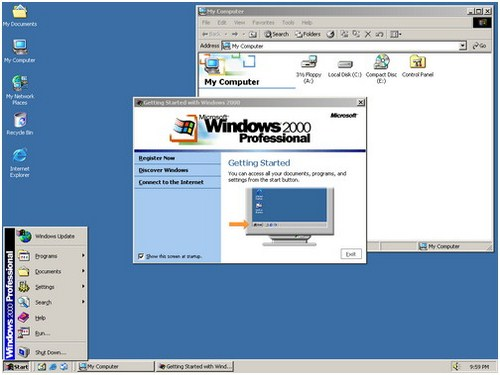 My Documents
My Computer
My Network
Places
Recycle Bin
Internet
Explorer
My Computer
File Edit View Favorites Tools Help
Back Search Folders
Address My Computer Go
My Computer
3½ Floppy
(A:)
Local Disk (C:)
Compact Disc
(E:)
Control Panel
My Computer
Getting Started with Windows 2000
Microsoft
Windows 2000
Professional
Microsoft
Register Now
Discover Windows
Connect to the Internet
Getting Started
You can access all your documents, programs, and
settings from the start button.
Show this screen at startup.
Exit
Windows 2000 Professional
Windows Update
Programs
Documents
Settings
Search
Help
Run...
Shut Down...
Start
My Computer
Getting Started with Wind...
9:59 PM